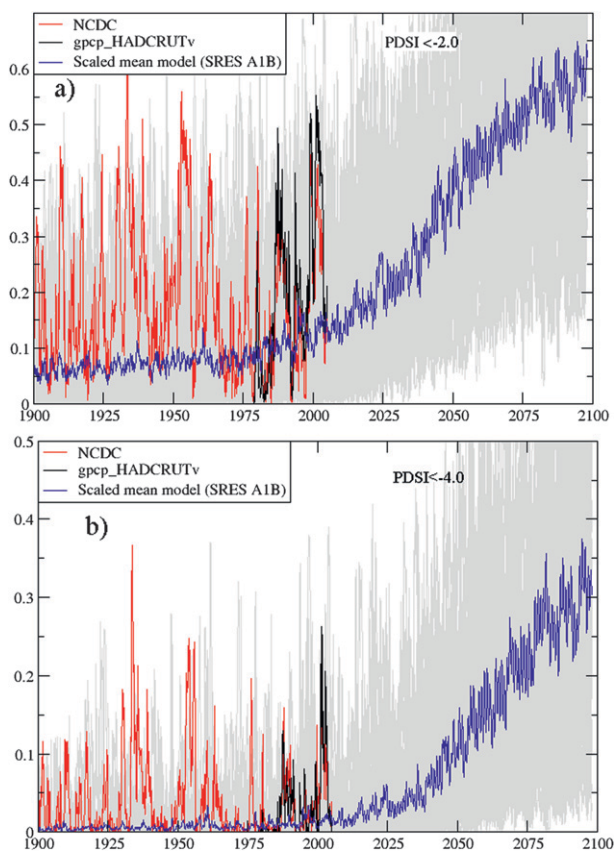 NCDC
gpcp_HADCRUTv
Scaled mean model (SRES A1B)
PDSI <-2.0
a)
0.6
0.5
0.4
0.3
0.2
0.1
0
1900 1925 1950 1975 2000 2025 2050 2075 2100
NCDC
gpcp_HADCRUTv
Scaled mean model (SRES A1B)
PDSI<-4.0
b)
0.5
0.4
0.3
0.2
0.1
0
1900 1925 1950 1975 2000 2025 2050 2075 2100